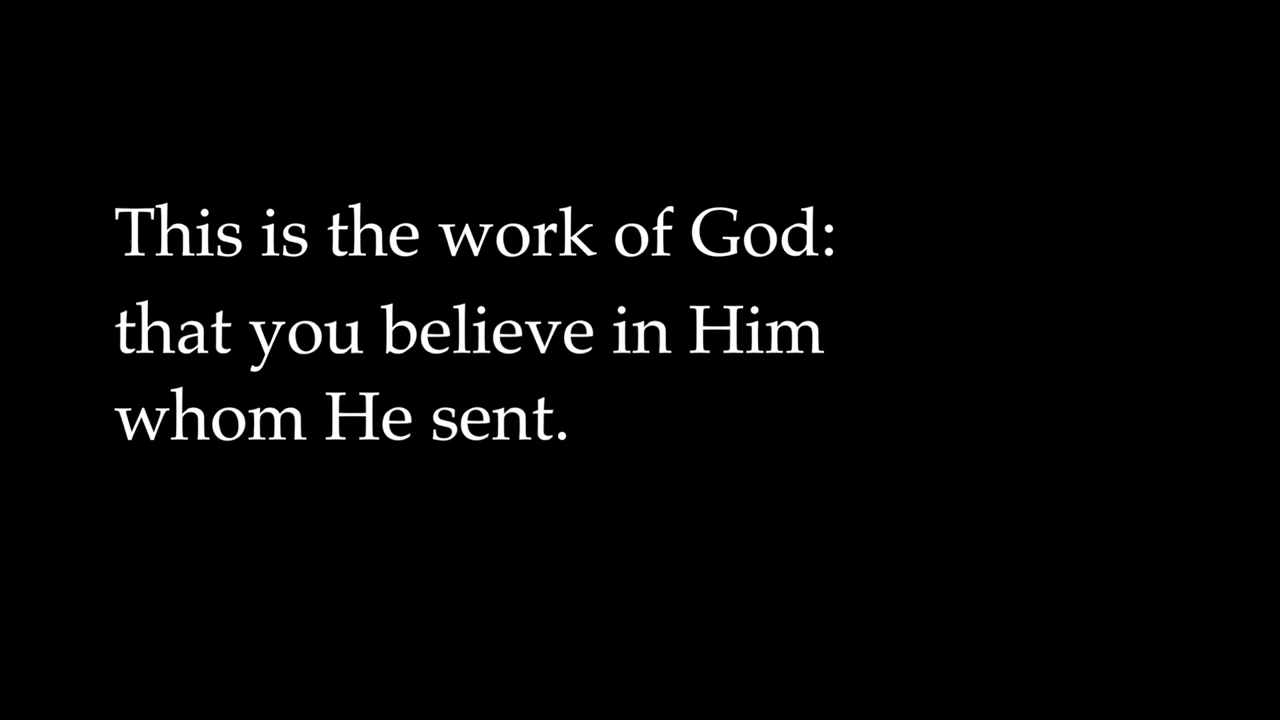 This is the work of God:
that you believe in Him
whom He sent.